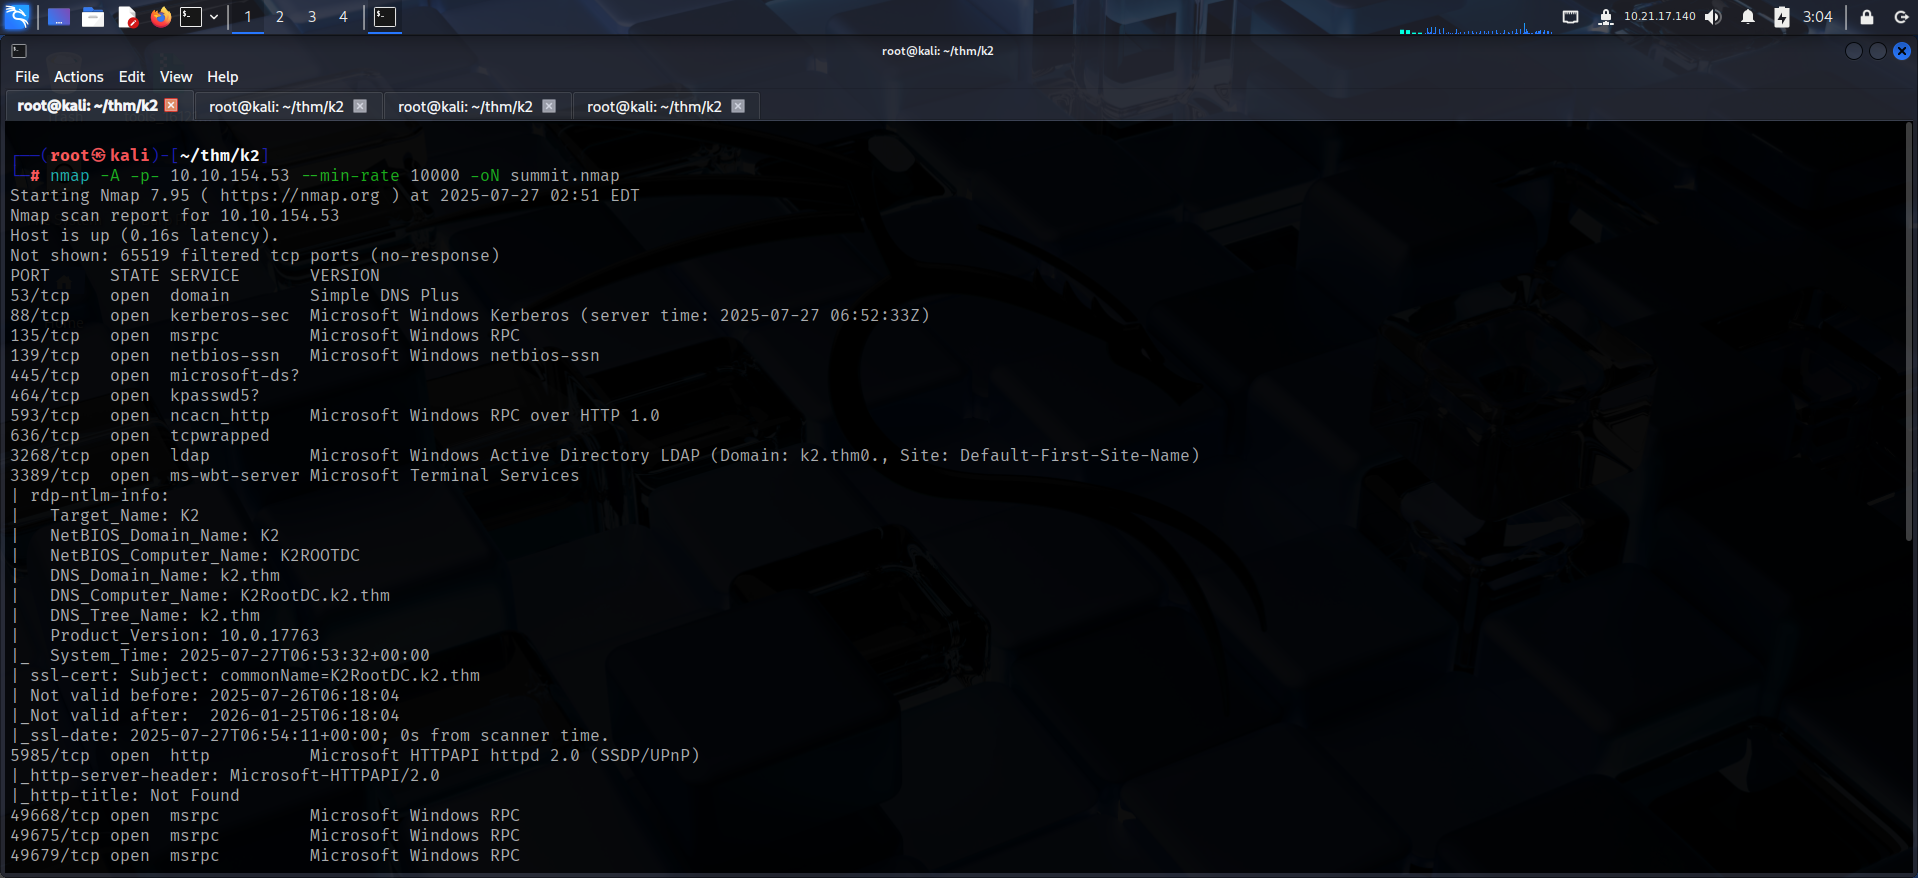 1 2 3 4 10.21.17.140 3:04
root@kali: ~/thm/k2
File Actions Edit View Help
root@kali: ~/thm/k2 root@kali: ~/thm/k2 root@kali: ~/thm/k2 root@kali: ~/thm/k2
┌──(root㉿kali)-[~/thm/k2]
└─# nmap -A -p- 10.10.154.53 --min-rate 10000 -oN summit.nmap
Starting Nmap 7.95 ( https://nmap.org ) at 2025-07-27 02:51 EDT
Nmap scan report for 10.10.154.53
Host is up (0.16s latency).
Not shown: 65519 filtered tcp ports (no-response)
PORT      STATE SERVICE       VERSION
53/tcp    open  domain        Simple DNS Plus
88/tcp    open  kerberos-sec  Microsoft Windows Kerberos (server time: 2025-07-27 06:52:33Z)
135/tcp   open  msrpc         Microsoft Windows RPC
139/tcp   open  netbios-ssn   Microsoft Windows netbios-ssn
445/tcp   open  microsoft-ds?
464/tcp   open  kpasswd5?
593/tcp   open  ncacn_http    Microsoft Windows RPC over HTTP 1.0
636/tcp   open  tcpwrapped
3268/tcp  open  ldap          Microsoft Windows Active Directory LDAP (Domain: k2.thm0., Site: Default-First-Site-Name)
3389/tcp  open  ms-wbt-server Microsoft Terminal Services
| rdp-ntlm-info:
|   Target_Name: K2
|   NetBIOS_Domain_Name: K2
|   NetBIOS_Computer_Name: K2ROOTDC
|   DNS_Domain_Name: k2.thm
|   DNS_Computer_Name: K2RootDC.k2.thm
|   DNS_Tree_Name: k2.thm
|   Product_Version: 10.0.17763
|_  System_Time: 2025-07-27T06:53:32+00:00
| ssl-cert: Subject: commonName=K2RootDC.k2.thm
| Not valid before: 2025-07-26T06:18:04
|_Not valid after:  2026-01-25T06:18:04
|_ssl-date: 2025-07-27T06:54:11+00:00; 0s from scanner time.
5985/tcp  open  http          Microsoft HTTPAPI httpd 2.0 (SSDP/UPnP)
|_http-server-header: Microsoft-HTTPAPI/2.0
|_http-title: Not Found
49668/tcp open  msrpc         Microsoft Windows RPC
49675/tcp open  msrpc         Microsoft Windows RPC
49679/tcp open  msrpc         Microsoft Windows RPC